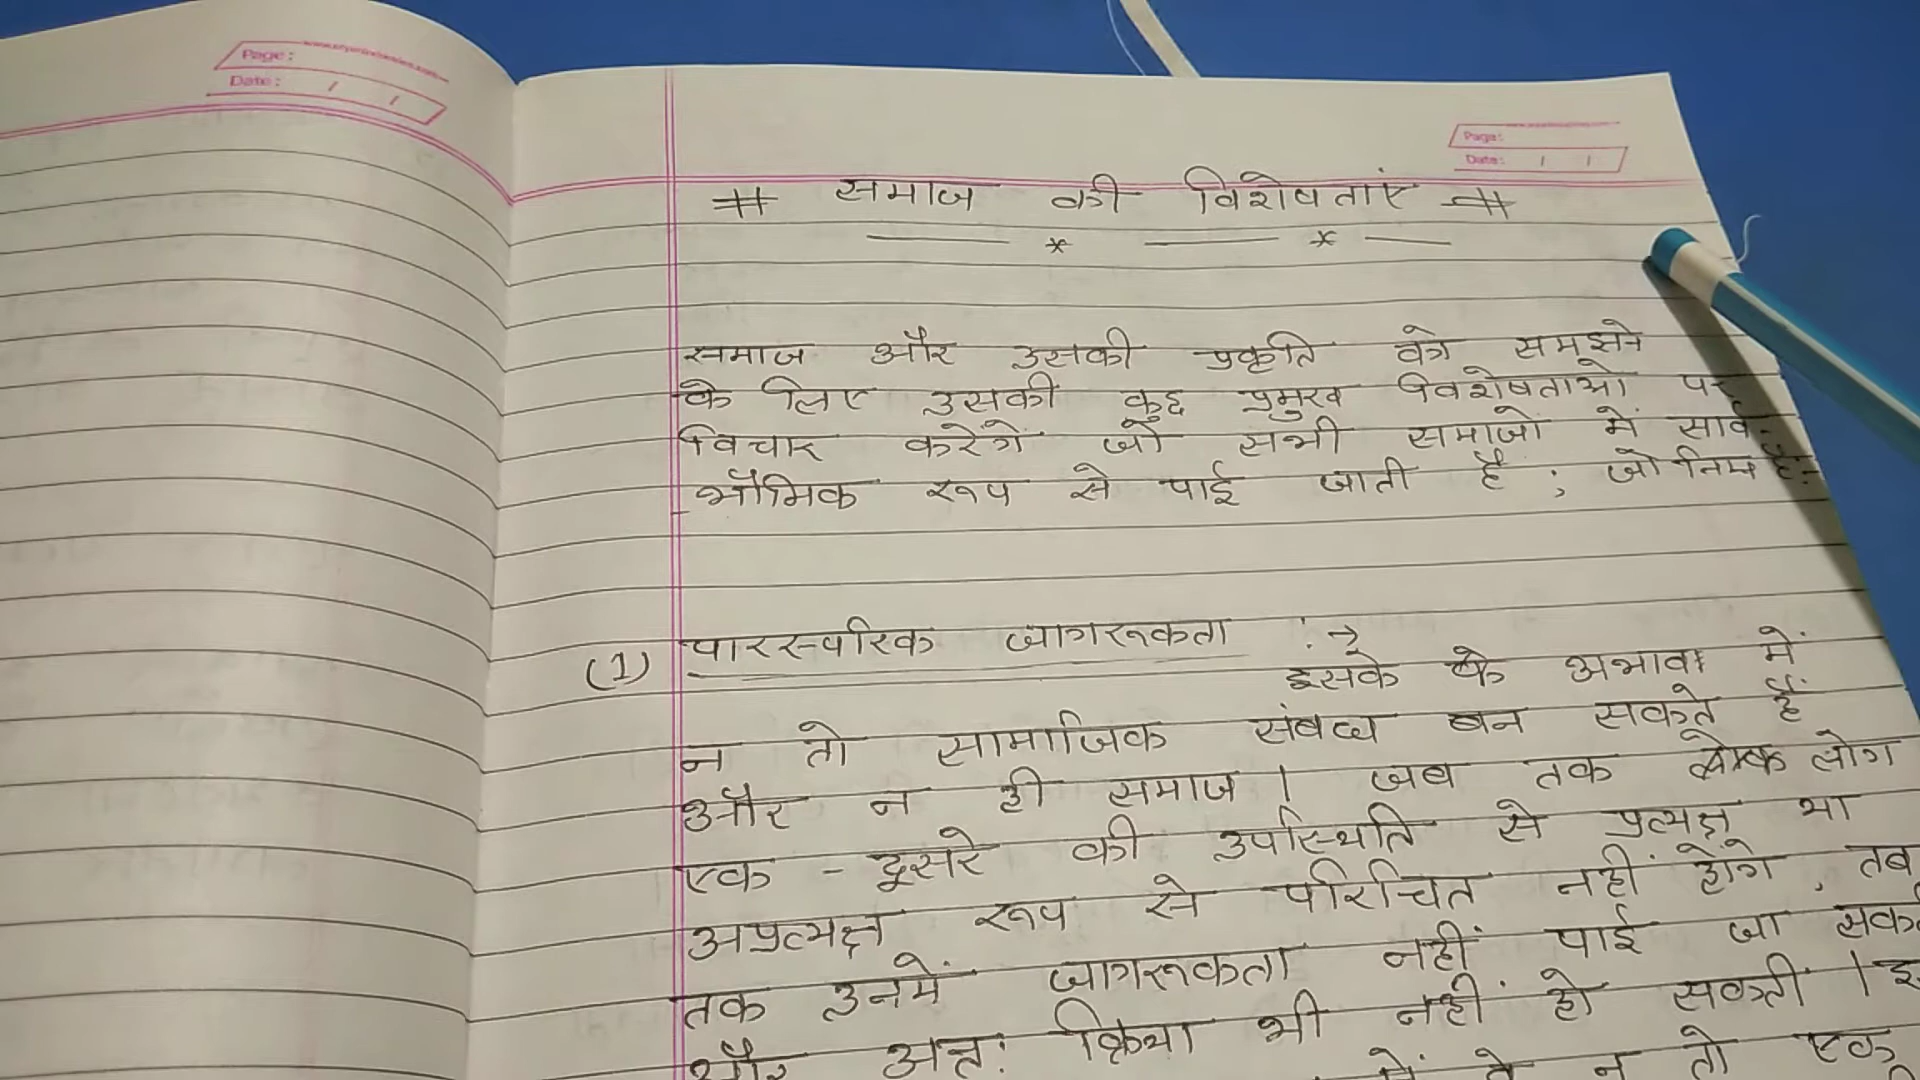 Page:
Date: / /
Page:
Date: / /
# समाज की विशेषताएं #
समाज और उसकी प्रकृति को समझने
के लिए उसकी कुछ प्रमुख विशेषताओ पर
विचार करेंगे जो सभी समाजों में सार्व-
भौमिक रूप से पाई जाती है ; जो निम्न है:-
(1) पारस्परिक जागरूकता :→
इसके के अभाव में
न तो सामाजिक संबंध बन सकते हैं
और न ही समाज। जब तक लोग
एक - दूसरे की उपस्थिति से प्रत्यक्ष या
अप्रत्यक्ष रूप से परिचित नहीं होंगे , तब
तक उनमें जागरूकता नहीं पाई जा
और अन्त: क्रिया भी नहीं हो सकती ।
में वे न तो एक